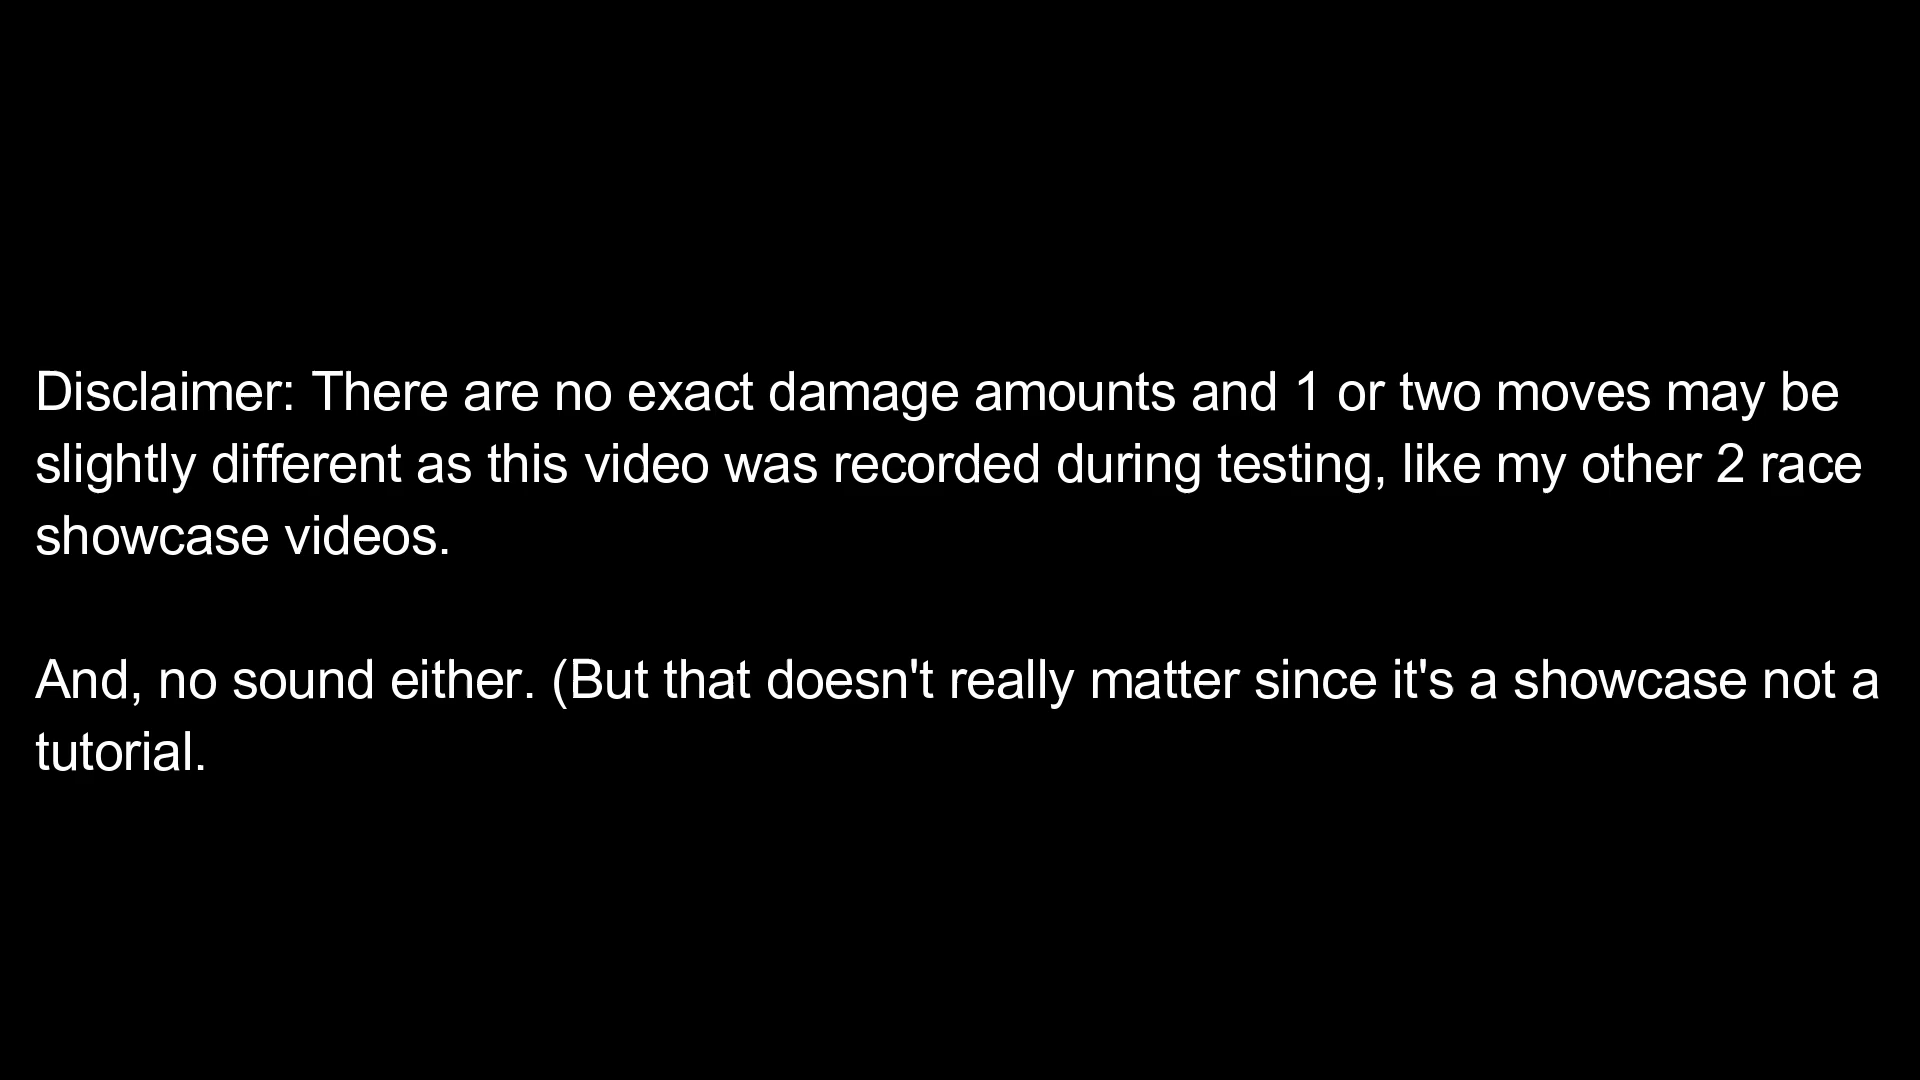 Disclaimer: There are no exact damage amounts and 1 or two moves may be
slightly different as this video was recorded during testing, like my other 2 race
showcase videos.
And, no sound either. (But that doesn't really matter since it's a showcase not a
tutorial.